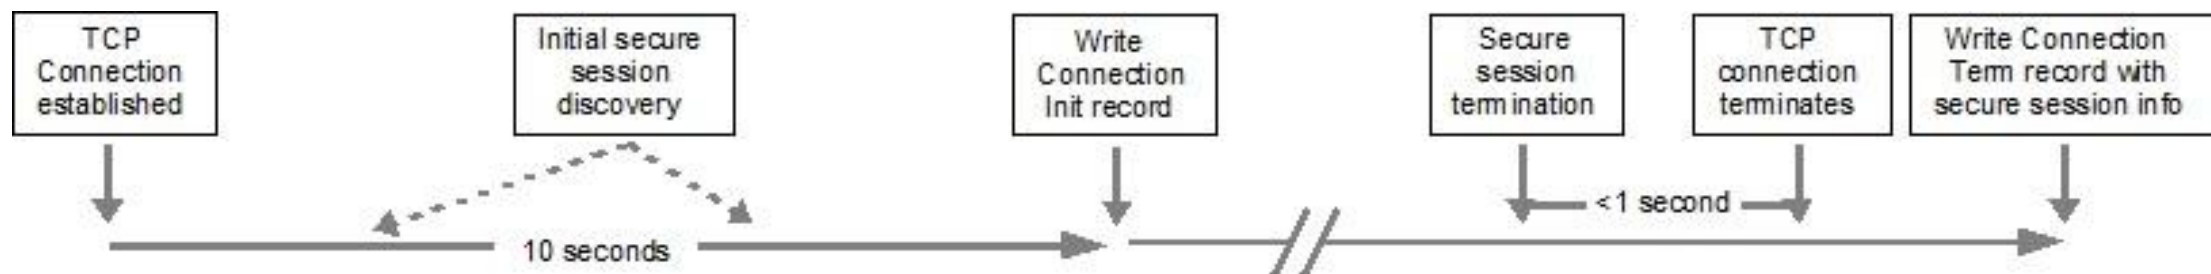 TCP
Connection
established
Initial secure
session
discovery
Write
Connection
Init record
Secure
session
termination
TCP
connection
terminates
Write Connection
Term record with
secure session info
<1 second
10 seconds